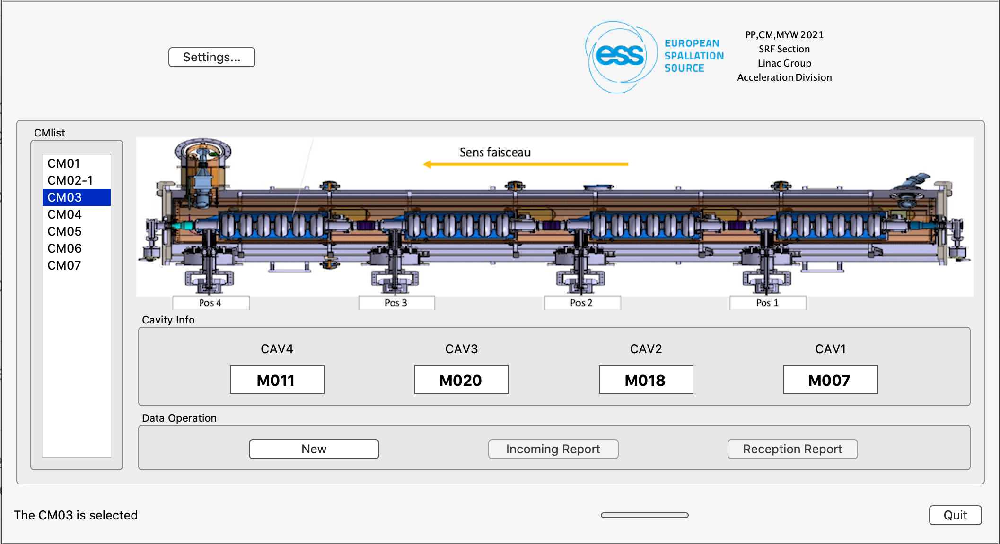 Settings...
ess
EUROPEAN
SPALLATION
SOURCE
PP,CM,MYW 2021
SRF Section
Linac Group
Acceleration Division
CMlist
CM01
CM02-1
CM03
CM04
CM05
CM06
CM07
Sens faisceau
Pos 4
Pos 3
Pos 2
Pos 1
Cavity Info
CAV4
CAV3
CAV2
CAV1
M011
M020
M018
M007
Data Operation
New
Incoming Report
Reception Report
The CM03 is selected
Quit